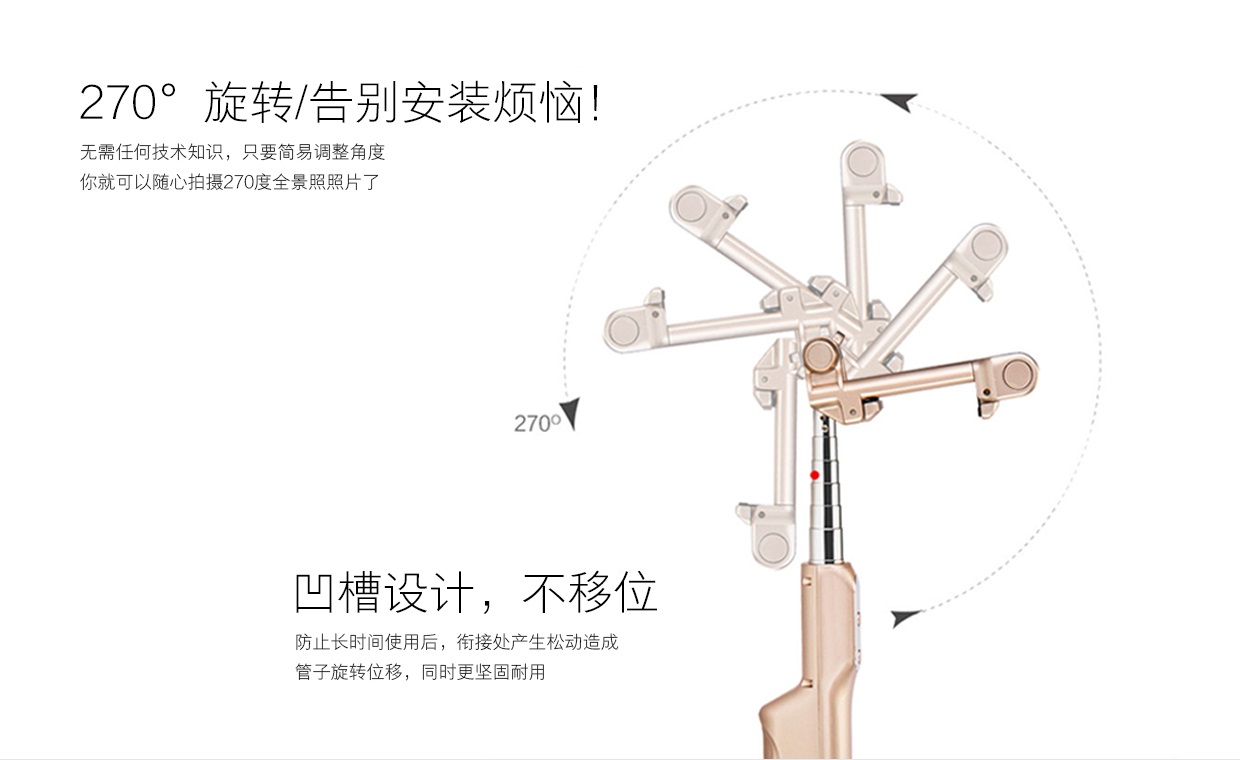 270°旋转/告别安装烦恼!
无需任何技术知识，只要简易调整角度
你就可以随心拍摄270度全景照照片了
270°
凹槽设计，不移位
防止长时间使用后，衔接处产生松动造成
管子旋转位移，同时更坚固耐用